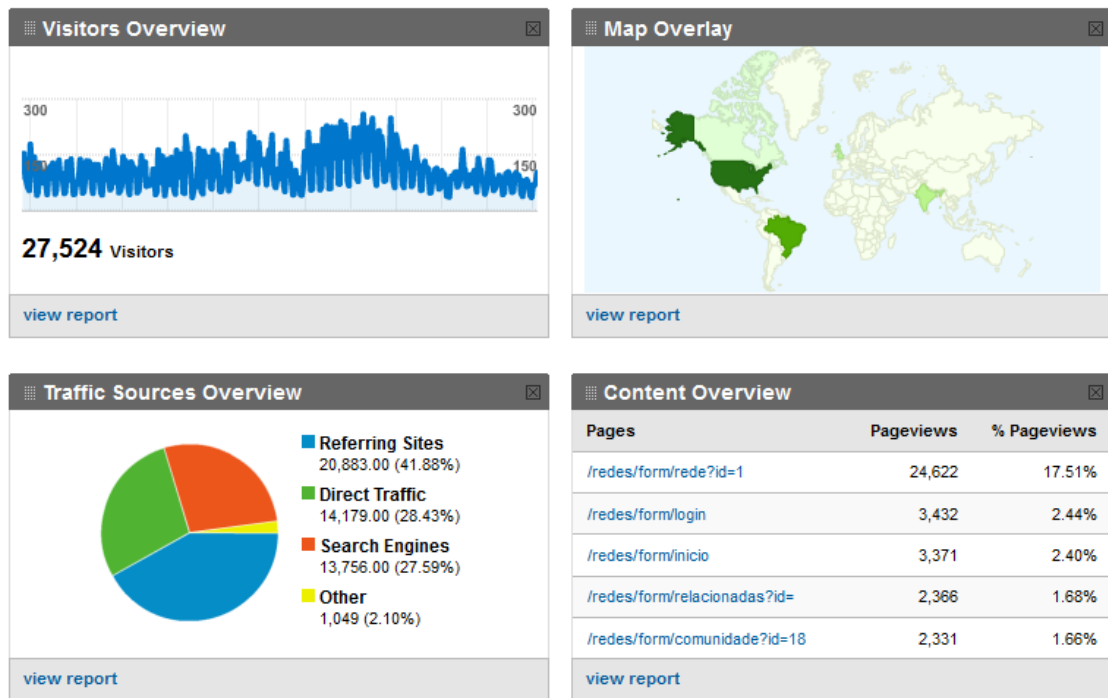 Visitors Overview
300 300
150 150
27,524 Visitors
view report
Map Overlay
view report
Traffic Sources Overview
Referring Sites
20,883.00 (41.88%)
Direct Traffic
14,179.00 (28.43%)
Search Engines
13,756.00 (27.59%)
Other
1,049 (2.10%)
view report
Content Overview
Pages Pageviews % Pageviews
/redes/form/rede?id=1 24,622 17.51%
/redes/form/login 3,432 2.44%
/redes/form/inicio 3,371 2.40%
/redes/form/relacionadas?id= 2,366 1.68%
/redes/form/comunidade?id=18 2,331 1.66%
view report